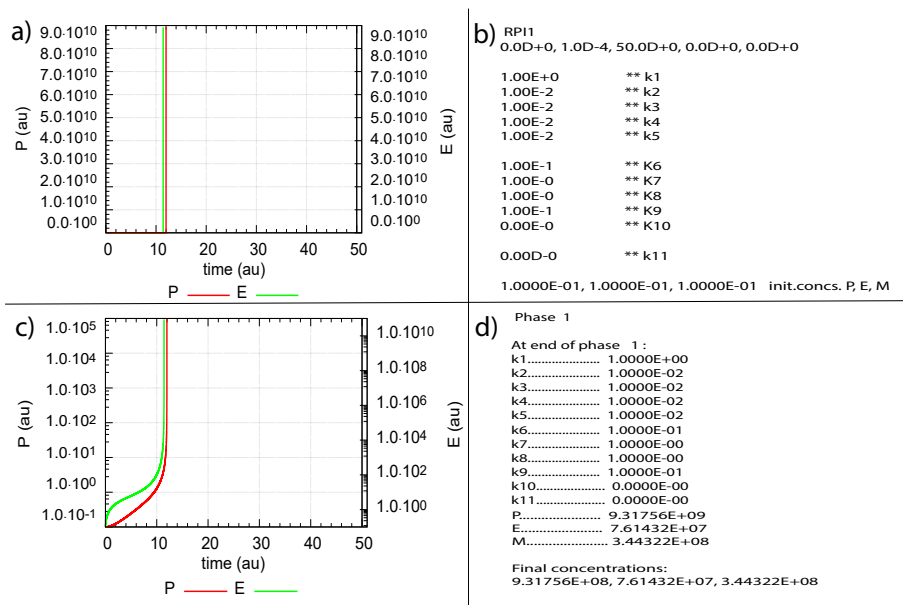 a)
9.0·10¹⁰
8.0·10¹⁰
7.0·10¹⁰
6.0·10¹⁰
5.0·10¹⁰
4.0·10¹⁰
3.0·10¹⁰
2.0·10¹⁰
1.0·10¹⁰
0.0·10⁰
P (au)
9.0·10¹⁰
8.0·10¹⁰
7.0·10¹⁰
6.0·10¹⁰
5.0·10¹⁰
4.0·10¹⁰
3.0·10¹⁰
2.0·10¹⁰
1.0·10¹⁰
0.0·10⁰
E (au)
0 10 20 30 40 50
time (au)
P E
b)
RPI1
0.0D+0, 1.0D-4, 50.0D+0, 0.0D+0, 0.0D+0
1.00E+0 ** k1
1.00E-2 ** k2
1.00E-2 ** k3
1.00E-2 ** k4
1.00E-2 ** k5
1.00E-1 ** K6
1.00E-0 ** K7
1.00E-0 ** K8
1.00E-1 ** K9
0.00E-0 ** K10
0.00D-0 ** k11
1.0000E-01, 1.0000E-01, 1.0000E-01 init.concs. P, E, M
c)
1.0·105
1.0·104
1.0·103
1.0·102
1.0·101
1.0·100
1.0·10-1
P (au)
1.0·1010
1.0·108
1.0·106
1.0·104
1.0·102
1.0·100
E (au)
0 10 20 30 40 50
time (au)
P E
d)
Phase 1
At end of phase 1 :
k1................... 1.0000E+00
k2................... 1.0000E-02
k3................... 1.0000E-02
k4................... 1.0000E-02
k5................... 1.0000E-02
k6................... 1.0000E-01
k7................... 1.0000E-00
k8................... 1.0000E-00
k9................... 1.0000E-01
k10................. 0.0000E-00
k11................. 0.0000E-00
P..................... 9.31756E+09
E..................... 7.61432E+07
M..................... 3.44322E+08
Final concentrations:
9.31756E+08, 7.61432E+07, 3.44322E+08